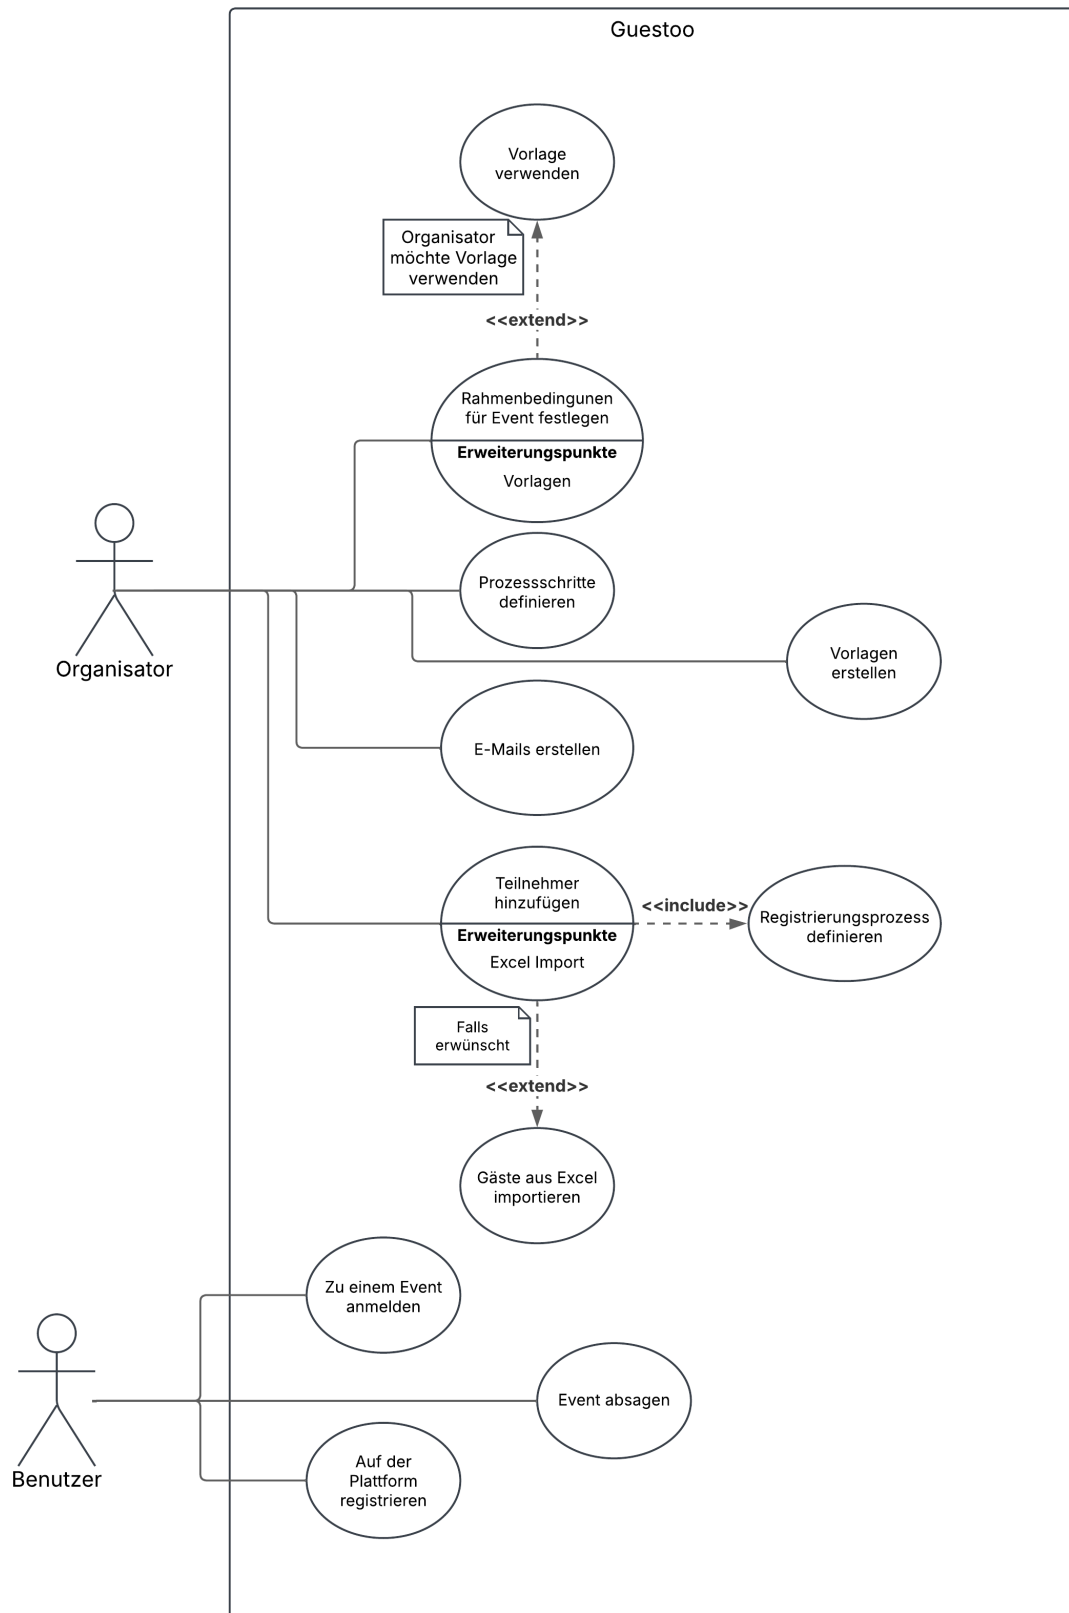 Guestoo
Vorlage
verwenden
Organisator
möchte Vorlage
verwenden
<<extend>>
Rahmenbedingunen
für Event festlegen
Erweiterungspunkte
Vorlagen
Prozessschritte
definieren
Vorlagen
erstellen
Organisator
E-Mails erstellen
Teilnehmer
hinzufügen
Erweiterungspunkte
Excel Import
<<include>>
Registrierungsprozess
definieren
Falls
erwünscht
<<extend>>
Gäste aus Excel
importieren
Zu einem Event
anmelden
Event absagen
Benutzer
Auf der
Plattform
registrieren